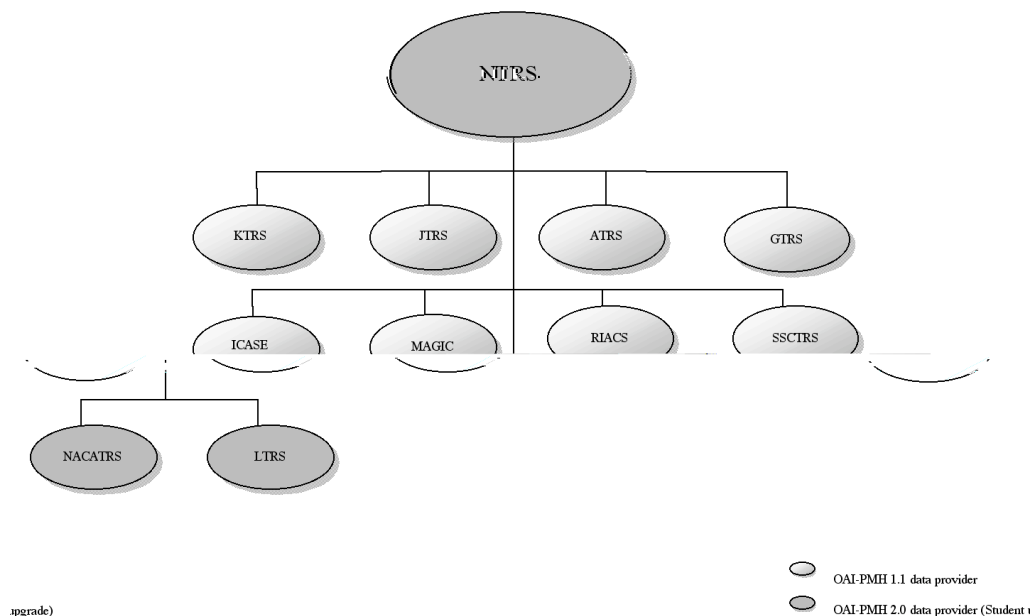 NTRS
KTRS
JTRS
ATRS
GTRS
ICASE
MAGIC
RIACS
SSCTRS
NACATRS
LTRS
OAI-PMH 1.1 data provider
OAI-PMH 2.0 data provider (Student
upgrade)